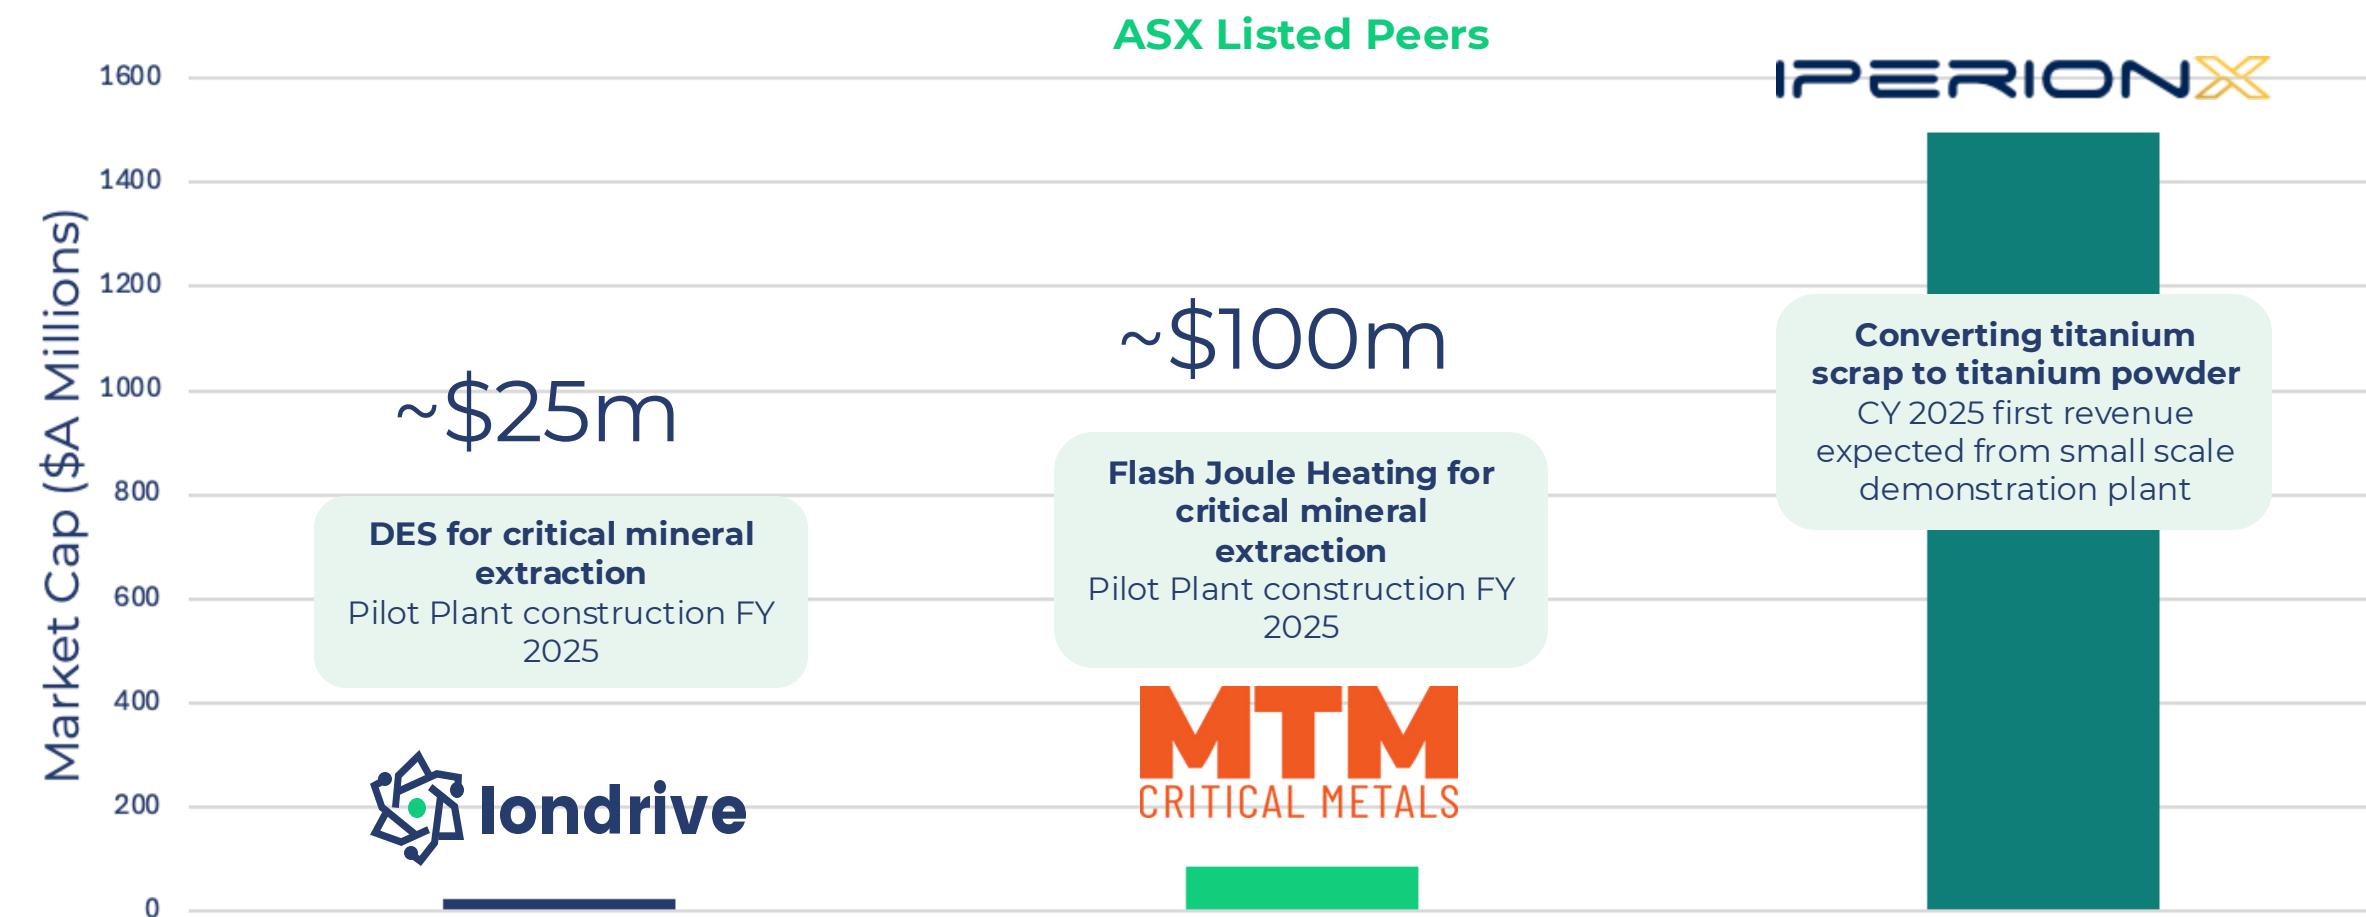 ASX Listed Peers
Market Cap ($A Millions)
1600
1400
1200
1000
800
600
400
200
0
~$25m
DES for critical mineral
extraction
Pilot Plant construction FY
2025
Iondrive
~$100m
Flash Joule Heating for
critical mineral
extraction
Pilot Plant construction FY
2025
MTM
CRITICAL METALS
IPERIONX
Converting titanium
scrap to titanium powder
CY 2025 first revenue
expected from small scale
demonstration plant